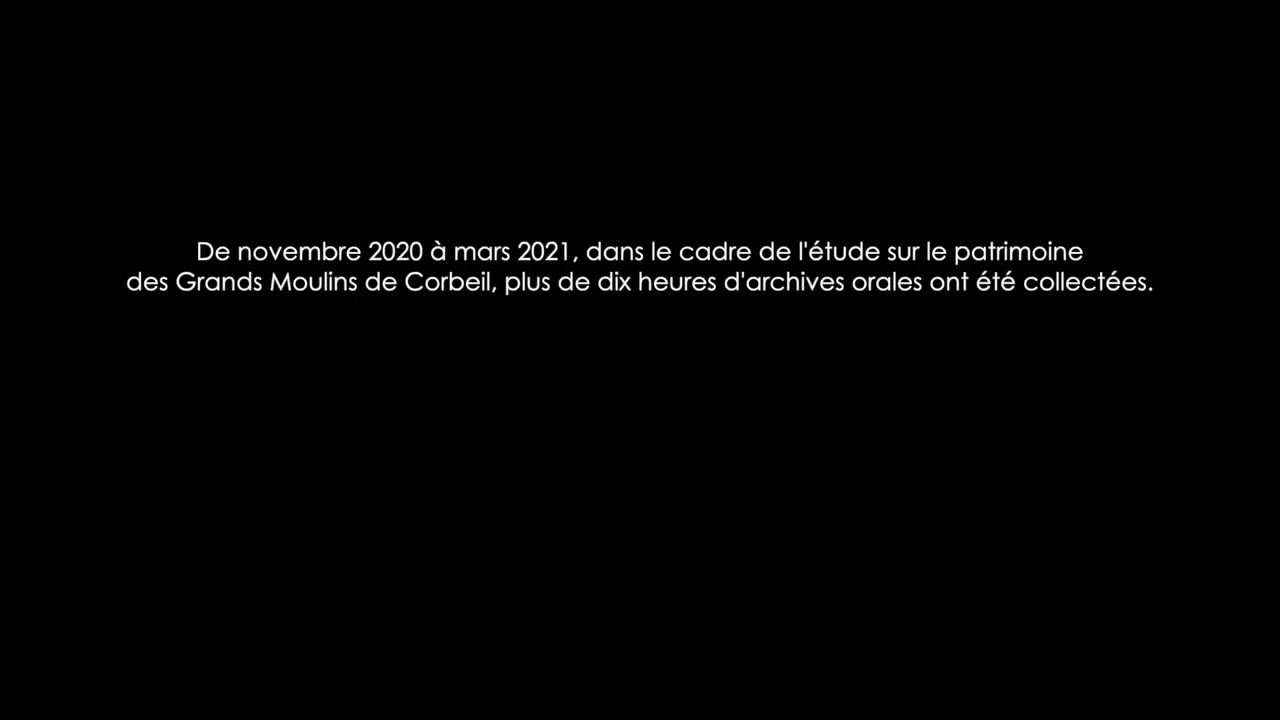 De novembre 2020 à mars 2021, dans le cadre de l'étude sur le patrimoine
des Grands Moulins de Corbeil, plus de dix heures d'archives orales ont été collectées.